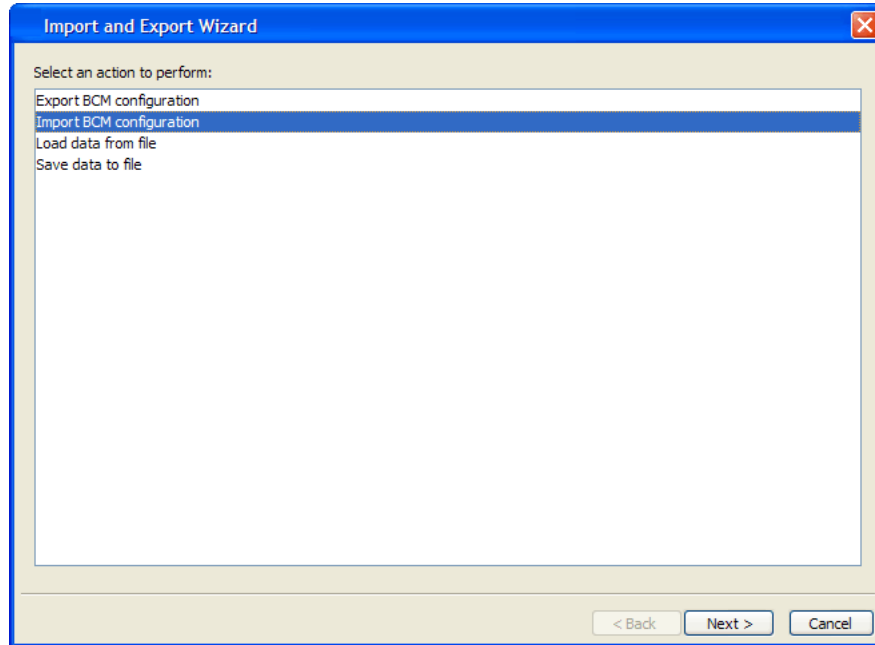 Import and Export Wizard
Select an action to perform:
Export BCM configuration
Import BCM configuration
Load data from file
Save data to file
< Back Next > Cancel